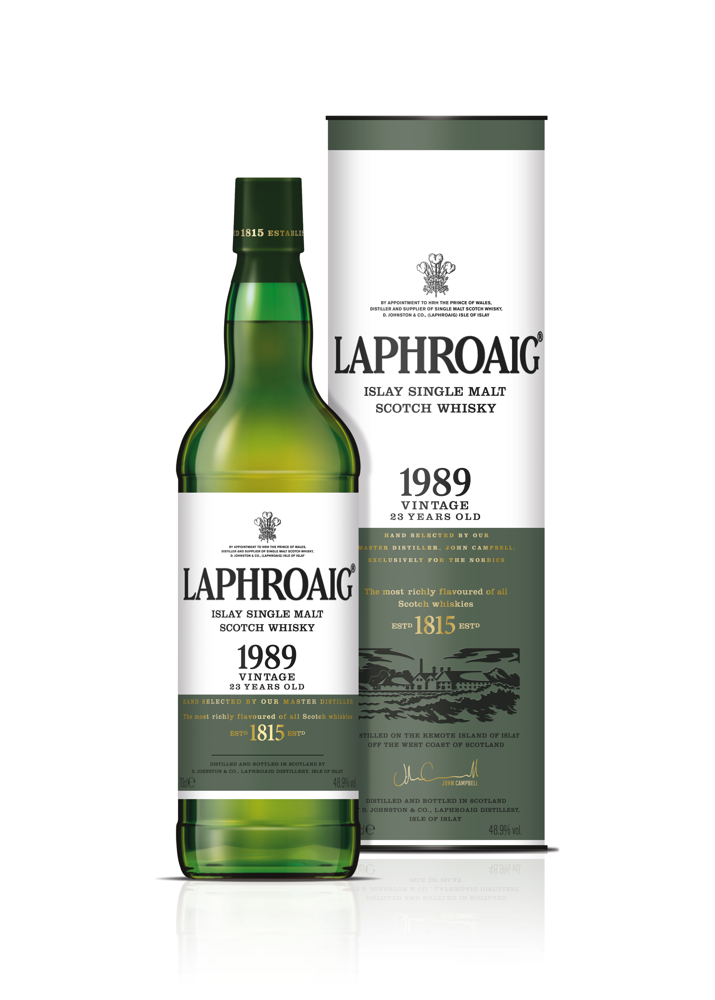 1815 ESTABLIS
BY APPOINTMENT TO HRH THE PRINCE OF WALES,
DISTILLER AND SUPPLIER OF SINGLE MALT SCOTCH WHISKY,
D. JOHNSTON & CO., (LAPHROAIG) ISLE OF ISLAY
LAPHROAIG®
ISLAY SINGLE MALT
SCOTCH WHISKY
1989
VINTAGE
23 YEARS OLD
HAND SELECTED BY OUR MASTER DISTILLER
The most richly flavoured of all Scotch whiskies
ESTD 1815 ESTD
DISTILLED AND BOTTLED IN SCOTLAND BY
D. JOHNSTON & CO., LAPHROAIG DISTILLERY, ISLE OF ISLAY
70cl e 48.9% vol.
BY APPOINTMENT TO HRH THE PRINCE OF WALES,
DISTILLER AND SUPPLIER OF SINGLE MALT SCOTCH WHISKY,
D. JOHNSTON & CO., (LAPHROAIG) ISLE OF ISLAY
LAPHROAIG®
ISLAY SINGLE MALT
SCOTCH WHISKY
1989
VINTAGE
23 YEARS OLD
HAND SELECTED BY OUR
MASTER DISTILLER, JOHN CAMPBELL,
EXCLUSIVELY FOR THE NORDICS
The most richly flavoured of all
Scotch whiskies
ESTD 1815 ESTD
STILLED ON THE REMOTE ISLAND OF ISLAY
OFF THE WEST COAST OF SCOTLAND
JOHN CAMPBELL
DISTILLED AND BOTTLED IN SCOTLAND
D. JOHNSTON & CO., LAPHROAIG DISTILLERY,
ISLE OF ISLAY
cl e 48.9% vol.